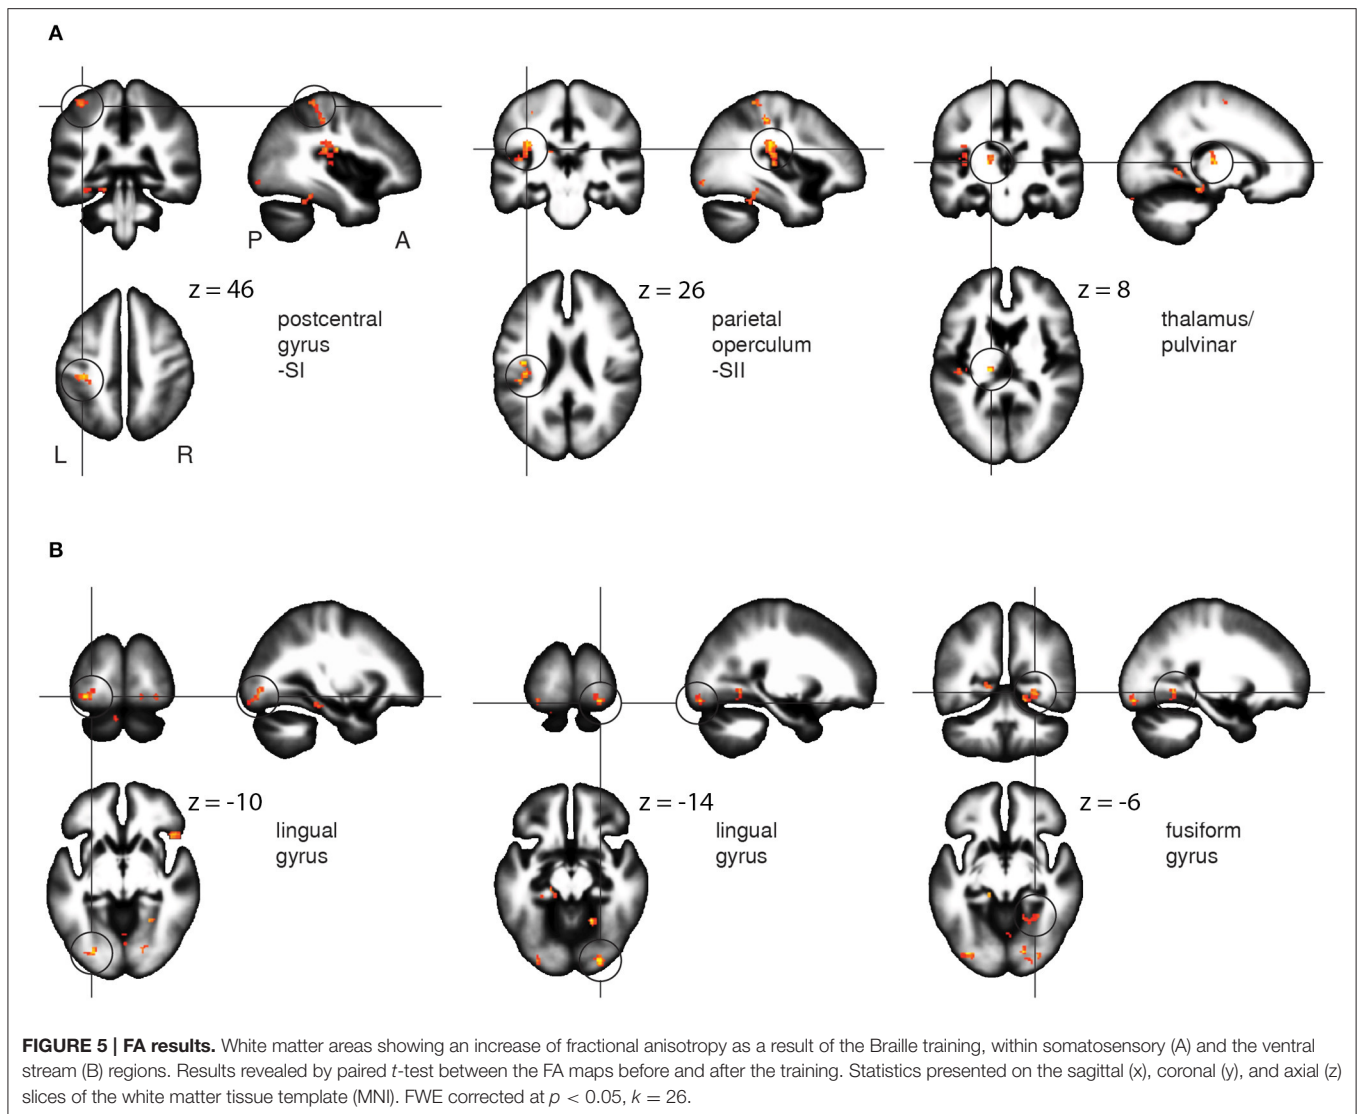 A
P
A
z = 46
postcentral
gyrus
-SI
L
R
z = 26
parietal
operculum
-SII
z = 8
thalamus/
pulvinar
B
z = -10
lingual
gyrus
z = -14
lingual
gyrus
z = -6
fusiform
gyrus
FIGURE 5 | FA results. White matter areas showing an increase of fractional anisotropy as a result of the Braille training, within somatosensory (A) and the ventral
stream (B) regions. Results revealed by paired t-test between the FA maps before and after the training. Statistics presented on the sagittal (x), coronal (y), and axial (z)
slices of the white matter tissue template (MNI). FWE corrected at p < 0.05, k = 26.